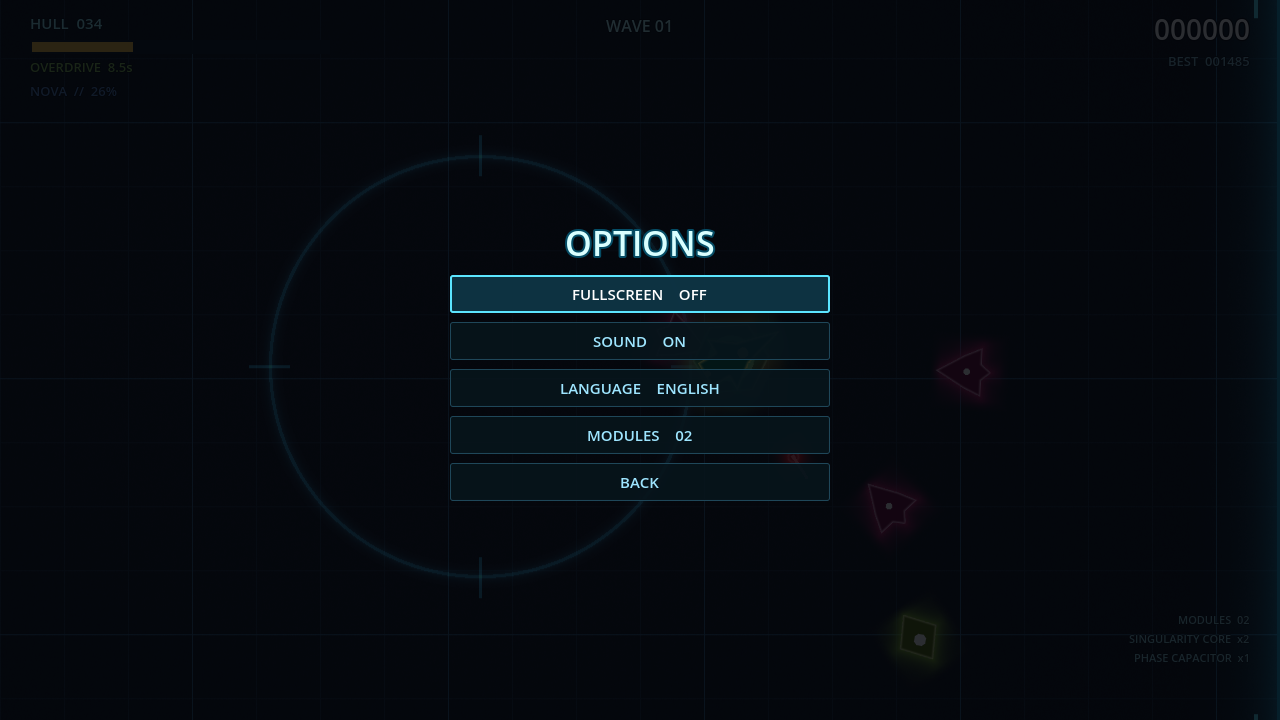 HULL 034
WAVE 01
000000
OVERDRIVE 8.5s
BEST 001485
NOVA // 26%
OPTIONS
FULLSCREEN OFF
SOUND ON
LANGUAGE ENGLISH
MODULES 02
BACK
MODULES 02
SINGULARITY CORE x2
PHASE CAPACITOR x1